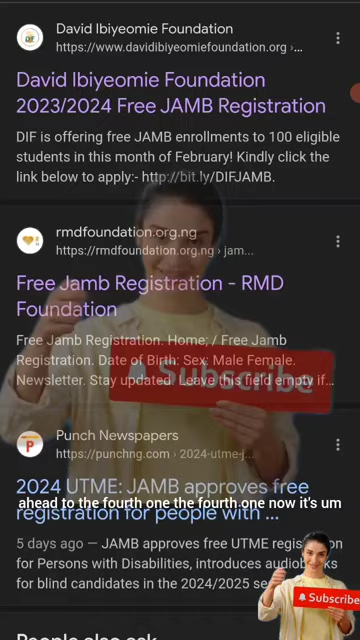 David Ibiyeomie Foundation
https://www.davidibiyeomiefoundation.org ›...
David Ibiyeomie Foundation
2023/2024 Free JAMB Registration
DIF is offering free JAMB enrollments to 100 eligible
students in this month of February! Kindly click the
link below to apply:- http://bit.ly/DIFJAMB.
rmdfoundation.org.ng
https://rmdfoundation.org.ng › jam...
Free Jamb Registration - RMD
Foundation
Free Jamb Registration. Home; / Free Jamb
Registration. Date of Birth: Sex: Male Female.
Newsletter. Stay updated. Leave this field empty if...
Subscribe
Punch Newspapers
https://punchng.com › 2024-utme-j...
2024 UTME: JAMB approves free
ahead to the fourth one the fourth one now it's um
registration for people with ...
5 days ago — JAMB approves free UTME
for Persons with Disabilities, introduces
for blind candidates in the 2024/2025
Subscribe
People also ask